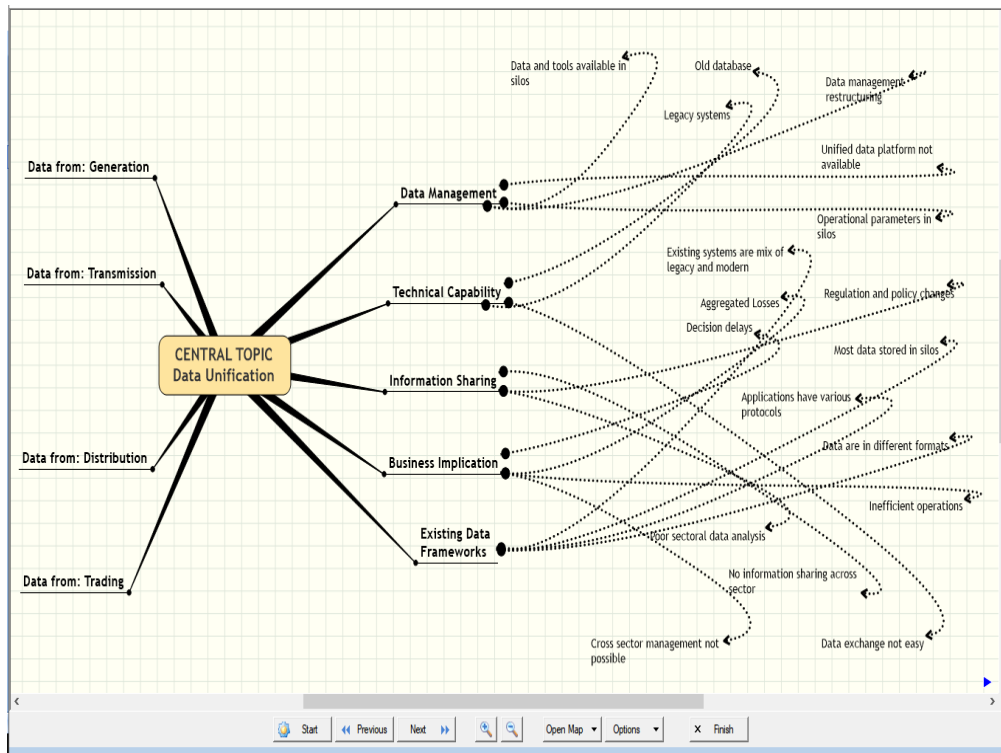 Data and tools available in
silos
Old database
Data management
restructuring
Legacy systems
Unified data platform not
available
Data from: Generation
Data Management
Operational parameters in
silos
Existing systems are mix of
legacy and modern
Data from: Transmission
Technical Capability
Aggregated Losses
Regulation and policy changes
Decision delays
CENTRAL TOPIC
Data Unification
Most data stored in silos
Information Sharing
Applications have various
protocols
Data are in different formats
Data from: Distribution
Business Implication
Inefficient operations
Existing Data
Frameworks
Poor sectoral data analysis
Data from: Trading
No information sharing across
sector
Cross sector management not
possible
Data exchange not easy
Start
Previous
Next
Open Map
Options
X Finish